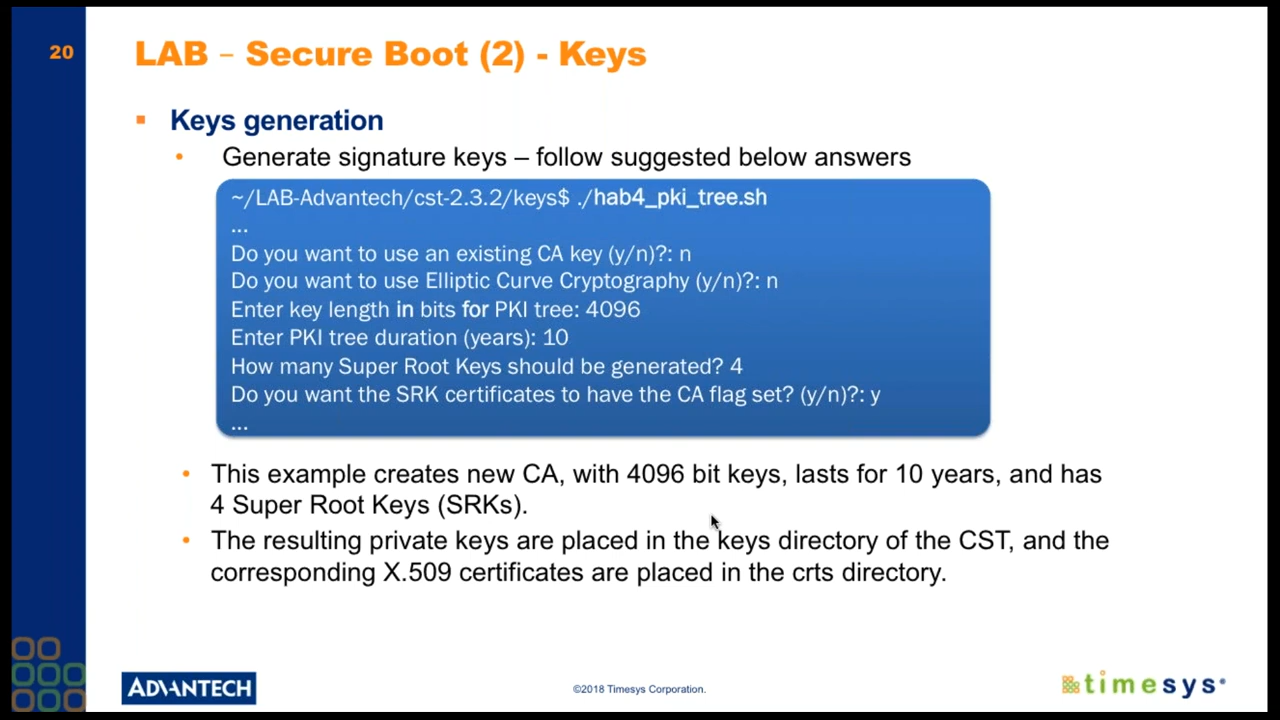 20
LAB – Secure Boot (2) - Keys
Keys generation
Generate signature keys – follow suggested below answers
~/LAB-Advantech/cst-2.3.2/keys$ ./hab4_pki_tree.sh
...
Do you want to use an existing CA key (y/n)?: n
Do you want to use Elliptic Curve Cryptography (y/n)?: n
Enter key length in bits for PKI tree: 4096
Enter PKI tree duration (years): 10
How many Super Root Keys should be generated? 4
Do you want the SRK certificates to have the CA flag set? (y/n)?: y
...
This example creates new CA, with 4096 bit keys, lasts for 10 years, and has
4 Super Root Keys (SRKs).
The resulting private keys are placed in the keys directory of the CST, and the
corresponding X.509 certificates are placed in the crts directory.
ADVANTECH
©2018 Timesys Corporation.
timesys®